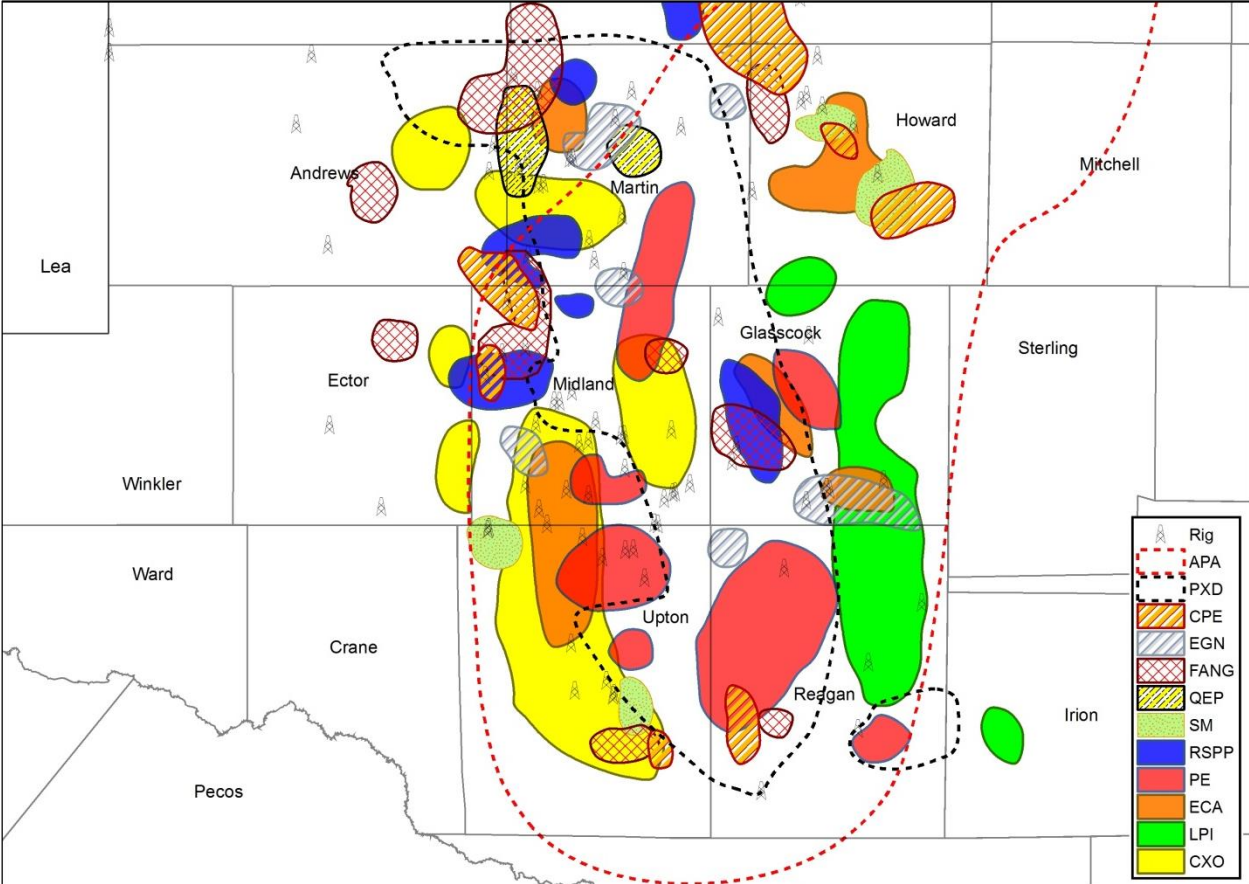 Howard
Mitchell
Andrews
Martin
Lea
Glasscock
Sterling
Ector
Midland
Winkler
Ward
Upton
Crane
Reagan
Irion
Pecos
Rig
APA
PXD
CPE
EGN
FANG
QEP
SM
RSPP
PE
ECA
LPI
CXO